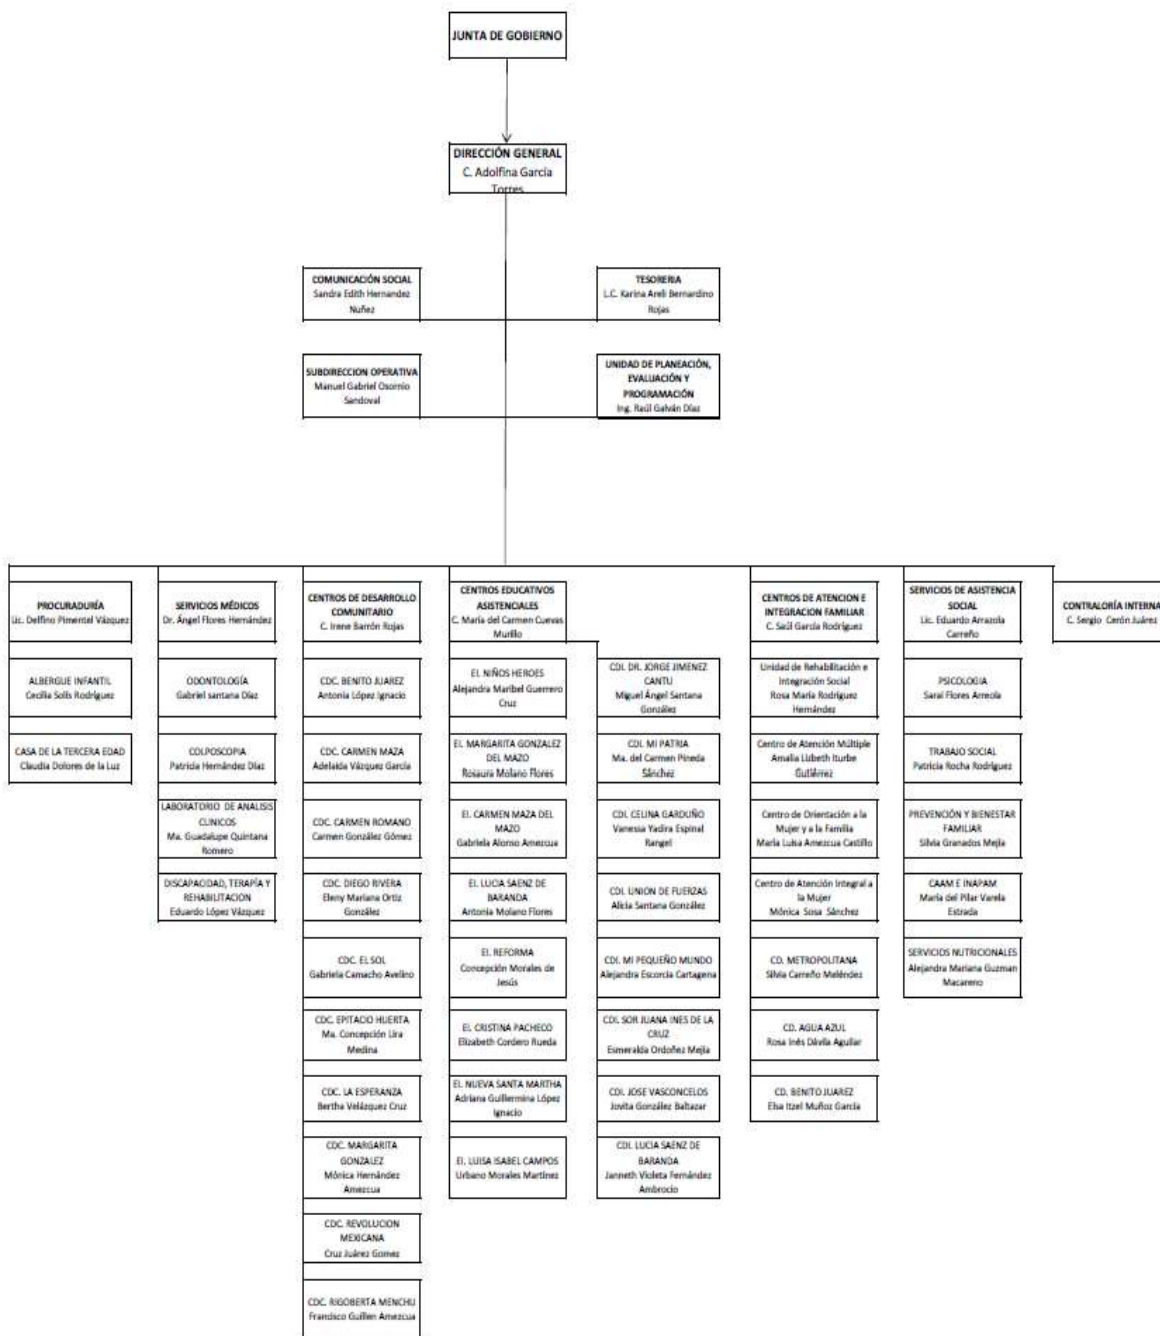 JUNTA DE GOBIERNO
DIRECCIÓN GENERAL
C. Adolfina García
Torres
COMUNICACIÓN SOCIAL
Sandra Edith Hernandez
Nuñez
TESORERIA
L.C. Karina Areli Bernardino
Rojas
SUBDIRECCION OPERATIVA
Manuel Gabriel Osornio
Sandoval
UNIDAD DE PLANEACIÓN,
EVALUACIÓN Y
PROGRAMACIÓN
Ing. Raúl Galván Díaz
PROCURADURÍA
Lic. Delfino Pimentel Vázquez
ALBERGUE INFANTIL
Cecilia Solis Rodríguez
CASA DE LA TERCERA EDAD
Claudia Dolores de la Luz
SERVICIOS MÉDICOS
Dr. Ángel Flores Hernández
ODONTOLOGÍA
Gabriel santana Díaz
COLPOSCOPIA
Patricia Hernández Díaz
LABORATORIO DE ANALISIS
CLINICOS
Ma. Guadalupe Quintana
Romero
DISCAPACIDAD, TERAPÍA Y
REHABILITACION
Eduardo López Vázquez
CENTROS DE DESARROLLO
COMUNITARIO
C. Irene Barrón Rojas
CDC. BENITO JUAREZ
Antonia López Ignacio
CDC. CARMEN MAZA
Adelaida Vázquez García
CDC. CARMEN ROMANO
Carmen González Gómez
CDC. DIEGO RIVERA
Eleny Mariana Ortiz
González
CDC. EL SOL
Gabriela Camacho Avelino
CDC. EPITACIO HUERTA
Ma. Concepción Lira
Medina
CDC. LA ESPERANZA
Bertha Velázquez Cruz
CDC. MARGARITA
GONZALEZ
Mónica Hernández
Amezcua
CDC. REVOLUCION
MEXICANA
Cruz Juárez Gomez
CDC. RIGOBERTA MENCHU
Francisco Guillen Amezcua
CENTROS EDUCATIVOS
ASISTENCIALES
C. María del Carmen Cuevas
Murillo
EI. NIÑOS HEROES
Alejandra Maribel Guerrero
Cruz
EI. MARGARITA GONZALEZ
DEL MAZO
Rosaura Molano Flores
EI. CARMEN MAZA DEL
MAZO
Gabriela Alonso Amezcua
EI. LUCIA SAENZ DE
BARANDA
Antonia Molano Flores
EI. REFORMA
Concepción Morales de
Jesús
EI. CRISTINA PACHECO
Elizabeth Cordero Rueda
EI. NUEVA SANTA MARTHA
Adriana Guillermina López
Ignacio
EI. LUISA ISABEL CAMPOS
Urbano Morales Martínez
CDI. DR. JORGE JIMENEZ
CANTU
Miguel Ángel Santana
González
CDI. MI PATRIA
Ma. del Carmen Pineda
Sánchez
CDI. CELINA GARDUÑO
Vanessa Yadira Espinal
Rangel
CDI. UNION DE FUERZAS
Alicia Santana González
CDI. MI PEQUEÑO MUNDO
Alejandra Escorcia Cartagena
CDI. SOR JUANA INES DE LA
CRUZ
Esmeralda Ordoñez Mejia
CDI. JOSE VASCONCELOS
Jovita González Baltazar
CDI. LUCIA SAENZ DE
BARANDA
Janneth Violeta Fernández
Ambrocio
CENTROS DE ATENCION E
INTEGRACION FAMILIAR
C. Saúl García Rodríguez
Unidad de Rehabilitación e
Integración Social
Rosa María Rodríguez
Hernández
Centro de Atención Múltiple
Amalia Lizbeth Iturbe
Gutiérrez
Centro de Orientación a la
Mujer y a la Familia
María Luisa Amezcua Castillo
Centro de Atención Integral a
la Mujer
Mónica Sosa Sánchez
CD. METROPOLITANA
Silvia Carreño Meléndez
CD. AGUA AZUL
Rosa Inés Dávila Aguilar
CD. BENITO JUAREZ
Elsa Itzel Muñoz García
SERVICIOS DE ASISTENCIA
SOCIAL
Lic. Eduardo Arrazola
Carreño
PSICOLOGIA
Sarai Flores Arreola
TRABAJO SOCIAL
Patricia Rocha Rodríguez
PREVENCIÓN Y BIENESTAR
FAMILIAR
Silvia Granados Mejía
CAAM E INAPAM
María del Pilar Varela
Estrada
SERVICIOS NUTRICIONALES
Alejandra Mariana Guzman
Macareno
CONTRALORÍA INTERNA
C. Sergio Cerón Juárez